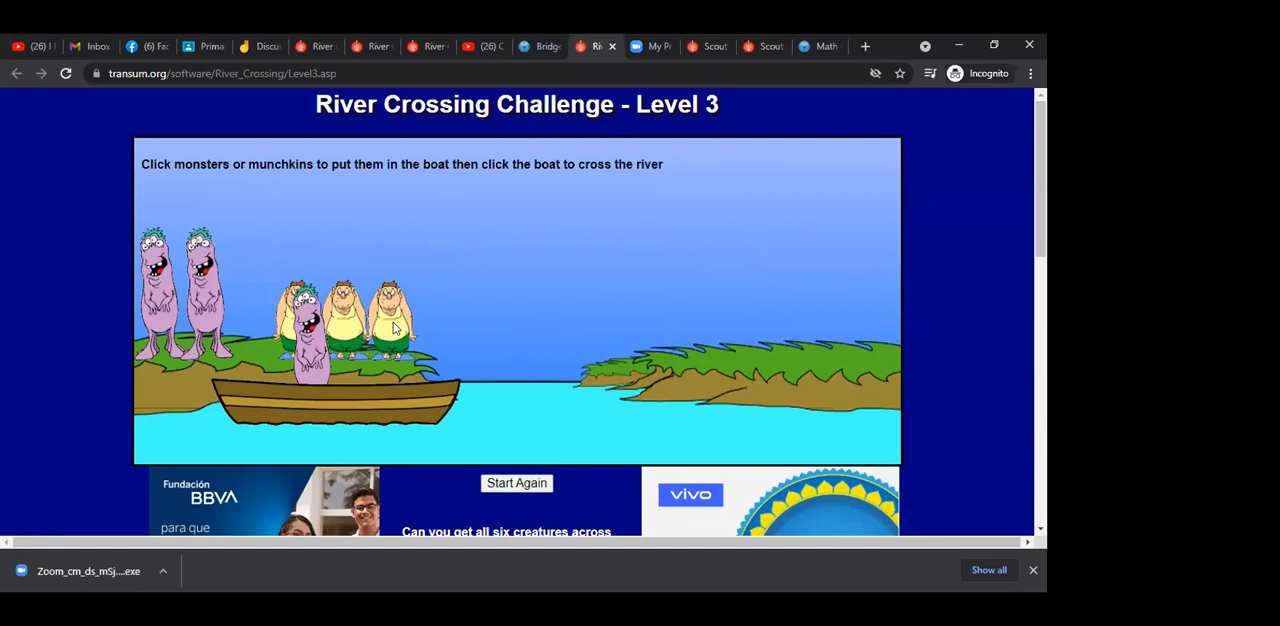 (26) I
Inbox
(6) Fac
Prima
Discu
River
River
River
(26) C
Bridge
Ri
My Pr
Scout
Scout
Math
transum.org/software/River_Crossing/Level3.asp
Incognito
River Crossing Challenge - Level 3
Click monsters or munchkins to put them in the boat then click the boat to cross the river
Fundación
BBVA
para que
Start Again
Can you get all six creatures across
vivo
Zoom_cm_ds_mSj....exe
Show all